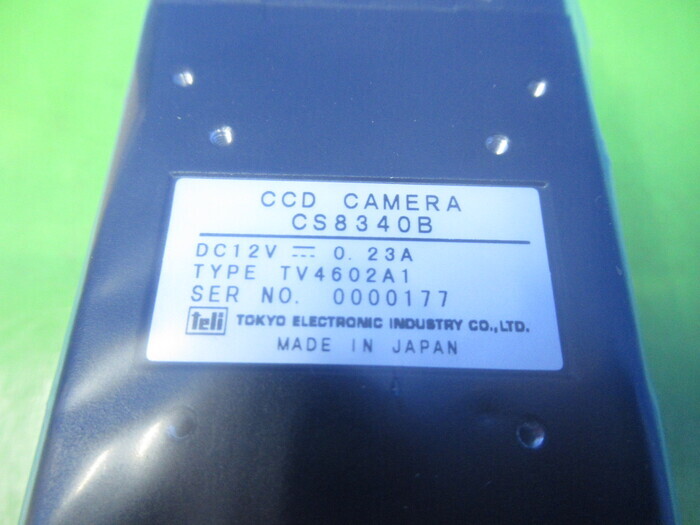 CCD CAMERA
CS8340B
DC12V ⎓ 0.23A
TYPE TV4602A1
SER NO. 0000177
teli TOKYO ELECTRONIC INDUSTRY CO.,LTD.
MADE IN JAPAN